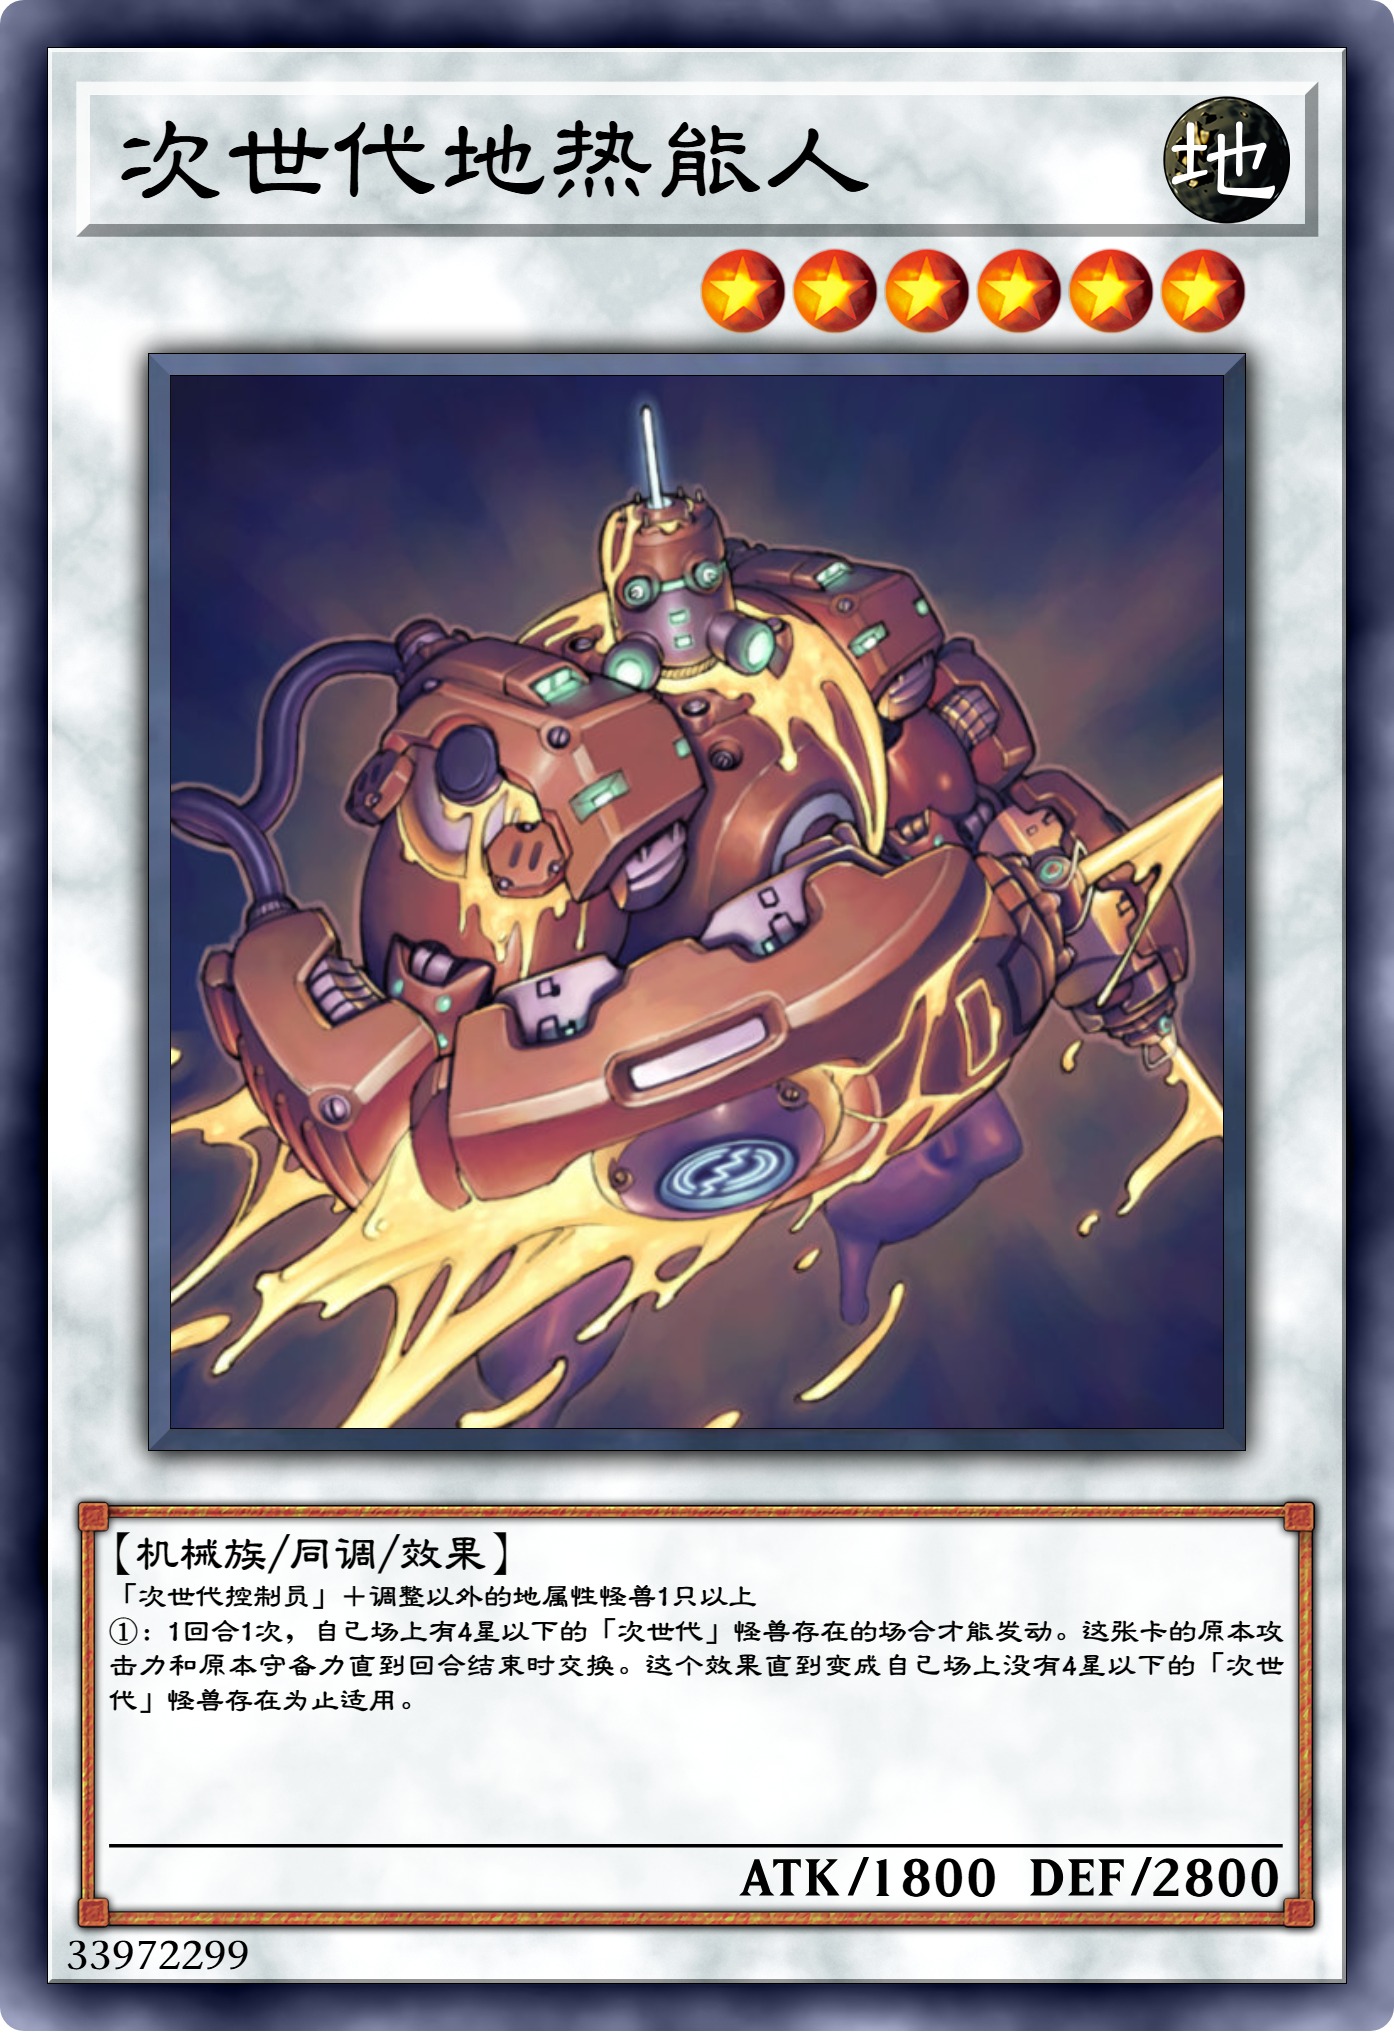 次世代地热能人
地
【机械族/同调/效果】
「次世代控制员」＋调整以外的地属性怪兽1只以上
①：1回合1次，自己场上有4星以下的「次世代」怪兽存在的场合才能发动。这张卡的原本攻
击力和原本守备力直到回合结束时交换。这个效果直到变成自己场上没有4星以下的「次世
代」怪兽存在为止适用。
ATK/1800 DEF/2800
33972299